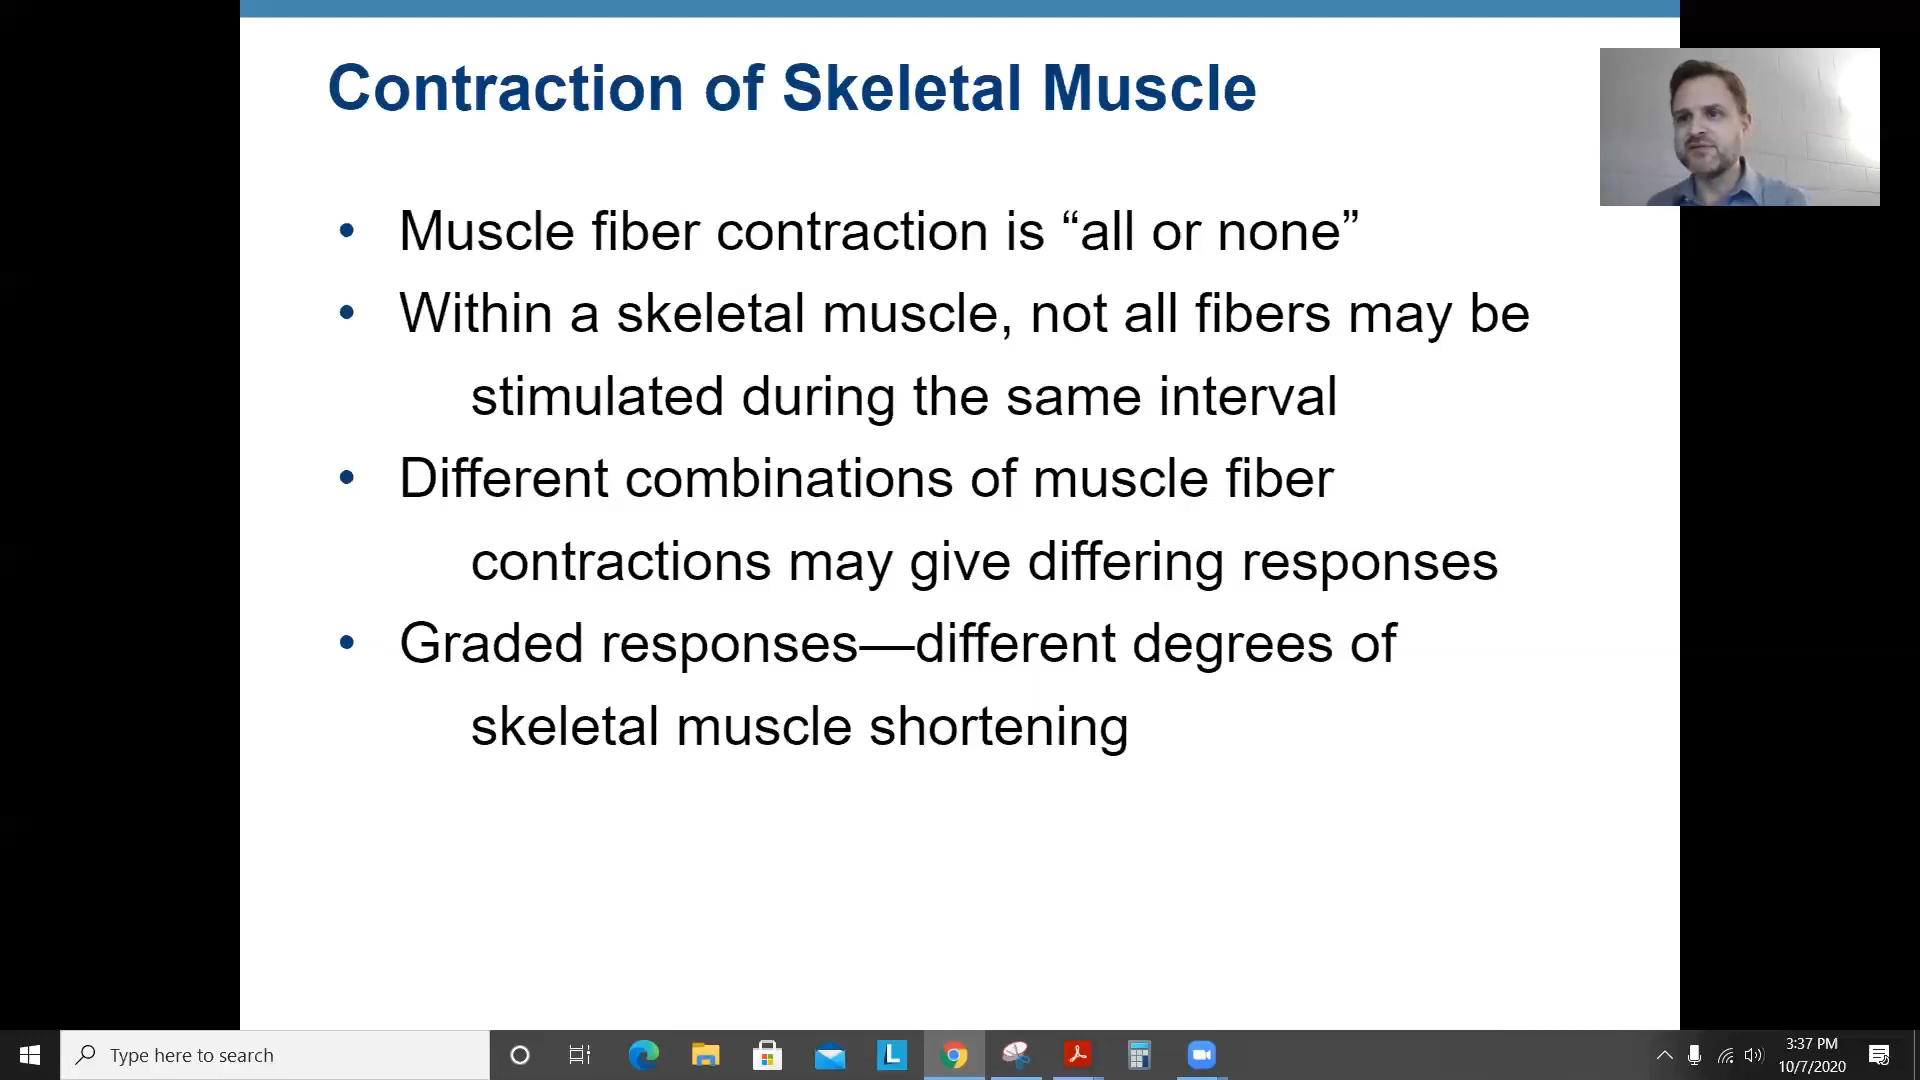 Contraction of Skeletal Muscle
• Muscle fiber contraction is “all or none”
• Within a skeletal muscle, not all fibers may be
stimulated during the same interval
• Different combinations of muscle fiber
contractions may give differing responses
• Graded responses—different degrees of
skeletal muscle shortening
Type here to search
L
3:37 PM
10/7/2020